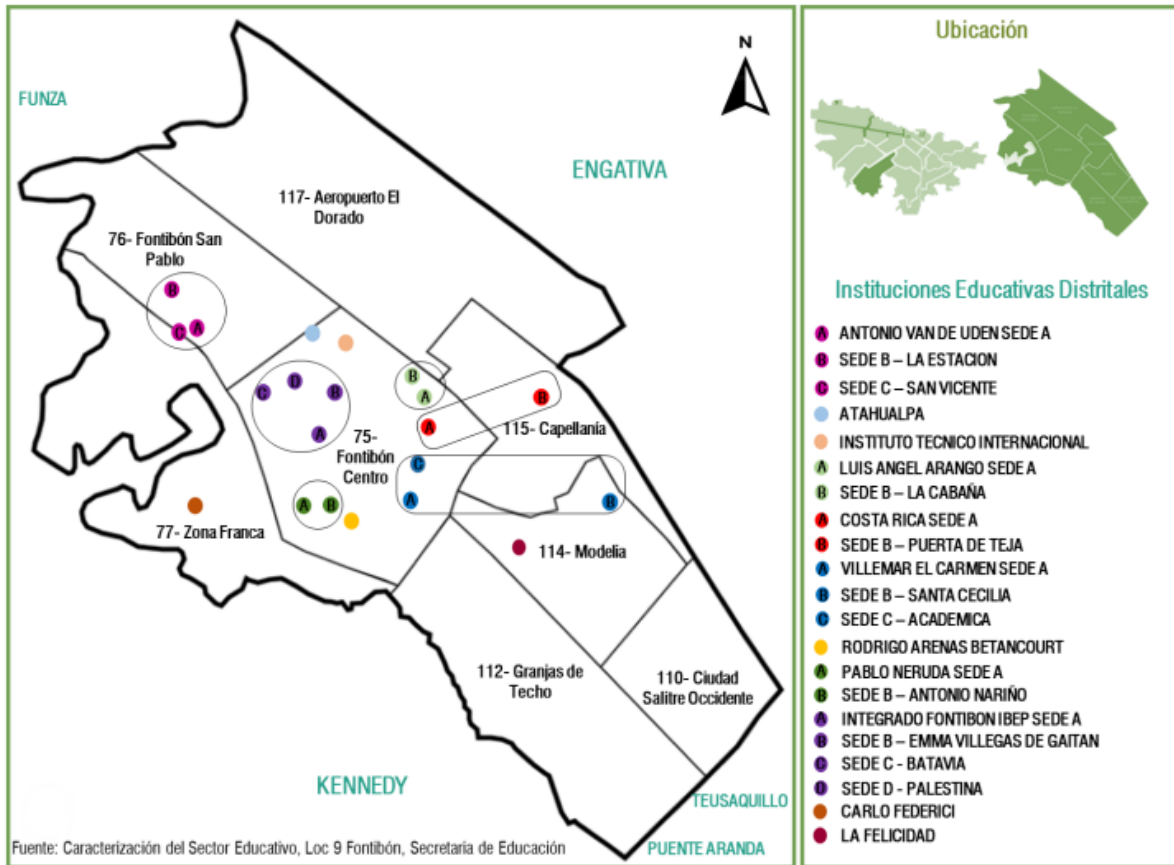 N
FUNZA
ENGATIVA
117- Aeropuerto El
Dorado
76- Fontibón San
Pablo
B
C A
C D B
A
B
A
A
B
115- Capellanía
75-
Fontibón
Centro
C
A
B
A B
77- Zona Franca
114- Modelia
112- Granjas de
Techo
110- Ciudad
Salitre Occidente
KENNEDY
TEUSAQUILLO
PUENTE ARANDA
Fuente: Caracterización del Sector Educativo, Loc 9 Fontibón, Secretaria de Educación
Ubicación
Instituciones Educativas Distritales
A ANTONIO VAN DE UDEN SEDE A
B SEDE B – LA ESTACION
C SEDE C – SAN VICENTE
ATAHUALPA
INSTITUTO TECNICO INTERNACIONAL
A LUIS ANGEL ARANGO SEDE A
B SEDE B – LA CABAÑA
A COSTA RICA SEDE A
B SEDE B – PUERTA DE TEJA
A VILLEMAR EL CARMEN SEDE A
B SEDE B – SANTA CECILIA
C SEDE C – ACADEMICA
RODRIGO ARENAS BETANCOURT
A PABLO NERUDA SEDE A
B SEDE B – ANTONIO NARIÑO
A INTEGRADO FONTIBON IBEP SEDE A
B SEDE B – EMMA VILLEGAS DE GAITAN
C SEDE C - BATAVIA
D SEDE D - PALESTINA
CARLO FEDERICI
LA FELICIDAD